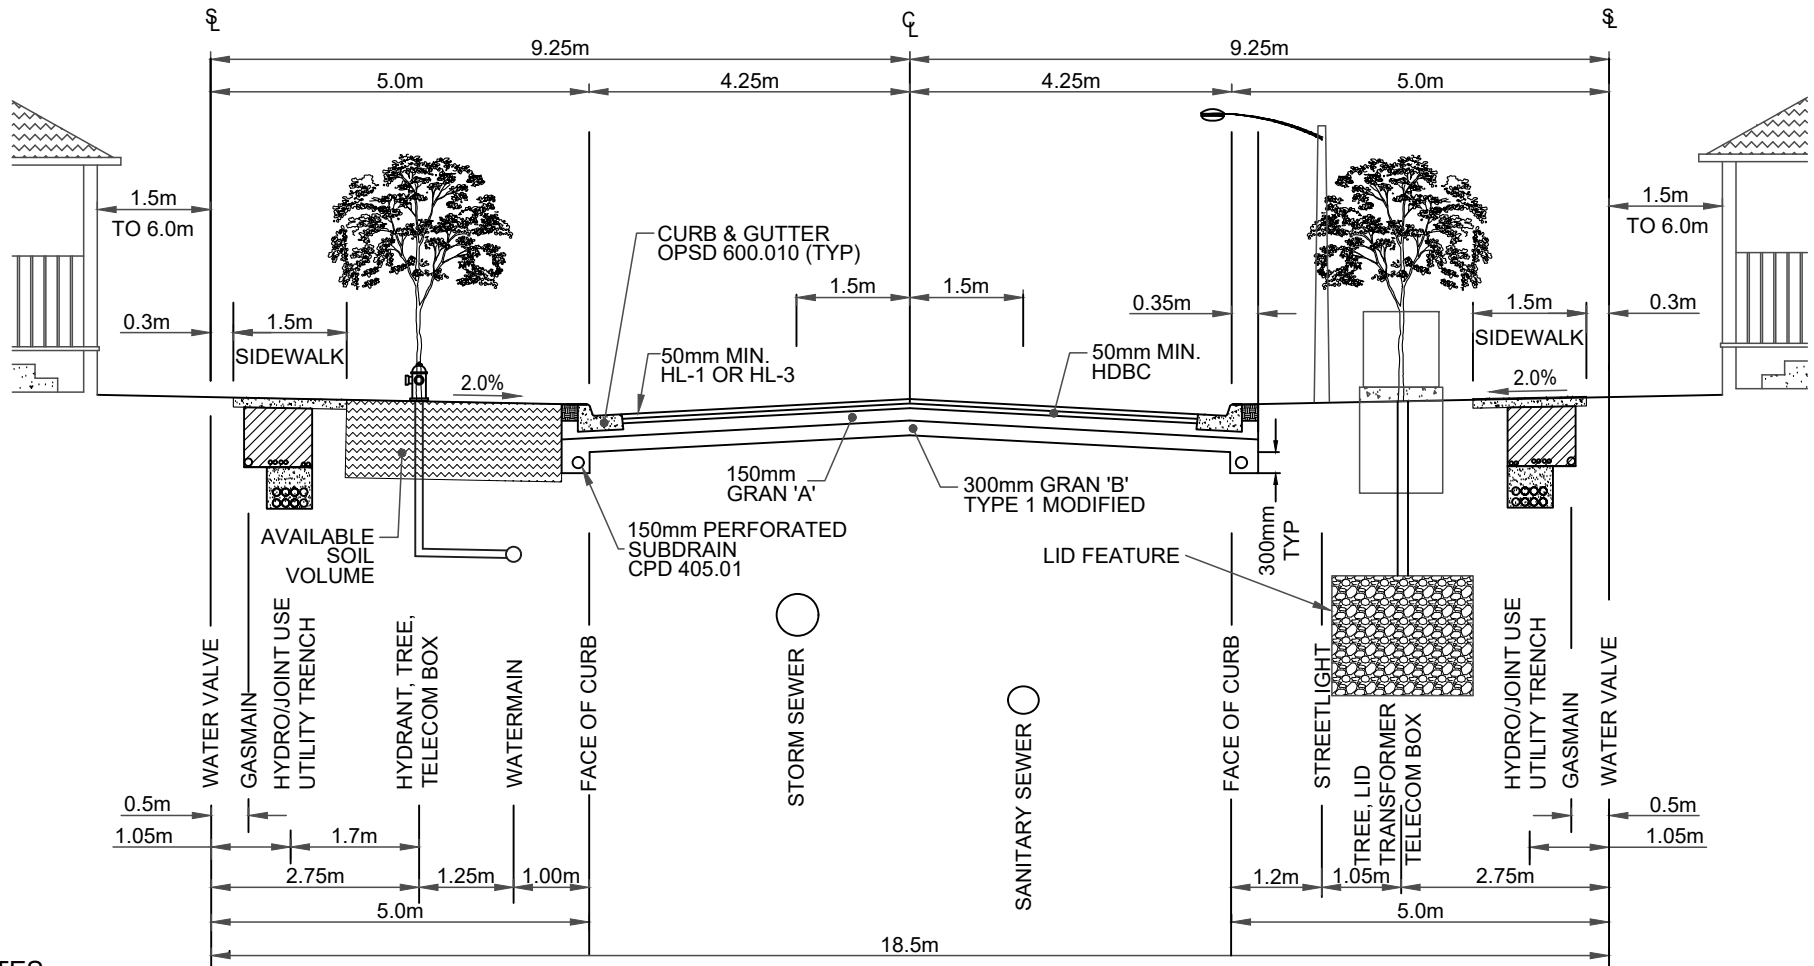 S̲L C̲L S̲L
9.25m 9.25m
5.0m 4.25m 4.25m 5.0m
1.5m
TO 6.0m
1.5m
TO 6.0m
CURB & GUTTER
OPSD 600.010 (TYP)
1.5m 1.5m
0.3m 1.5m
SIDEWALK
0.35m
1.5m 0.3m
SIDEWALK
50mm MIN.
HL-1 OR HL-3
50mm MIN.
HDBC
2.0% 2.0%
150mm
GRAN 'A'
300mm GRAN 'B'
TYPE 1 MODIFIED
AVAILABLE
SOIL
VOLUME
150mm PERFORATED
SUBDRAIN
CPD 405.01
LID FEATURE
300mm
TYP
WATER VALVE
GASMAIN
HYDRO/JOINT USE
UTILITY TRENCH
HYDRANT, TREE,
TELECOM BOX
WATERMAIN
FACE OF CURB
STORM SEWER
SANITARY SEWER
FACE OF CURB
STREETLIGHT
TREE, LID
TRANSFORMER
TELECOM BOX
HYDRO/JOINT USE
UTILITY TRENCH
GASMAIN
WATER VALVE
0.5m 0.5m
1.05m 1.7m 1.05m
2.75m 1.25m 1.00m 1.2m 1.05m 2.75m
5.0m 5.0m
18.5m